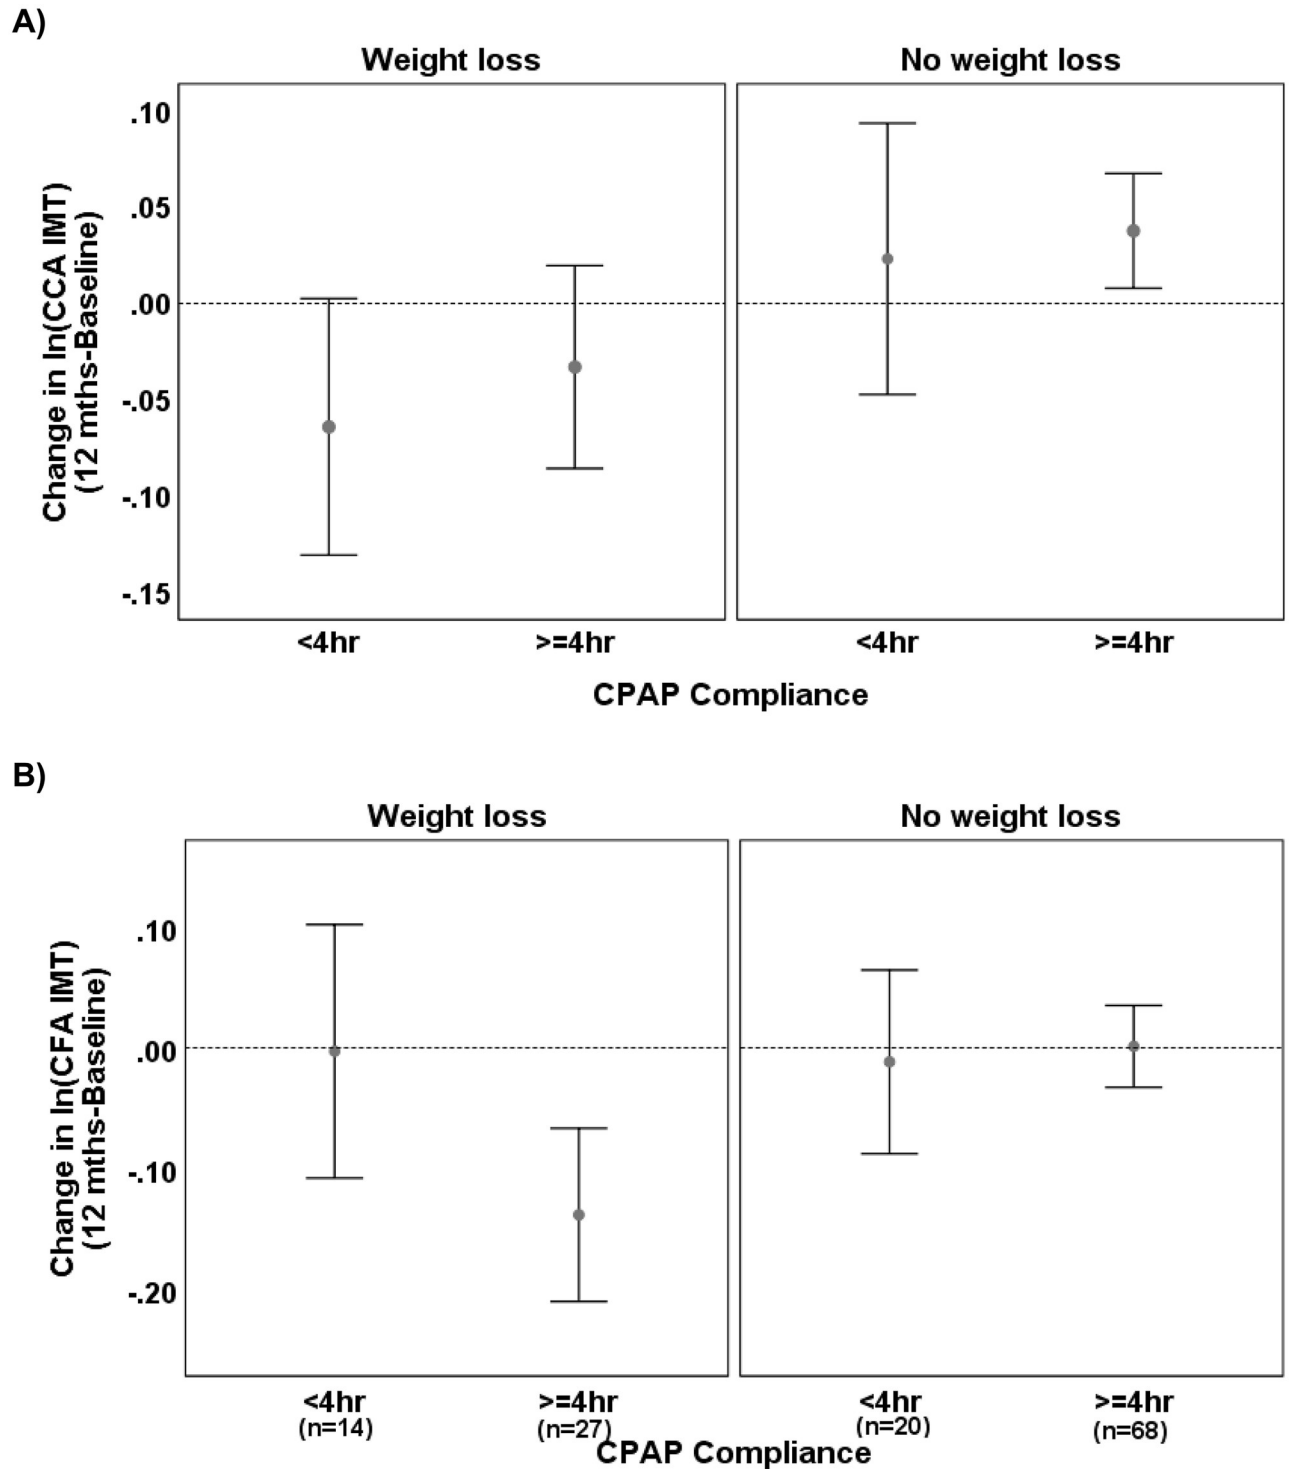 A)
Weight loss
No weight loss
Change in ln(CCA IMT)
(12 mths-Baseline)
.10
.05
.00
-.05
-.10
-.15
<4hr
>=4hr
<4hr
>=4hr
CPAP Compliance
B)
Weight loss
No weight loss
Change in ln(CFA IMT)
(12 mths-Baseline)
.10
.00
-.10
-.20
<4hr
>=4hr
<4hr
>=4hr
(n=14)
(n=27)
(n=20)
(n=68)
CPAP Compliance